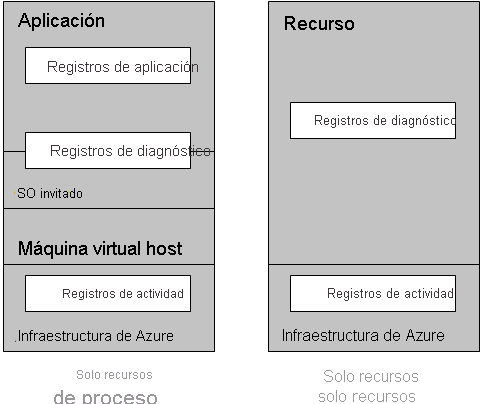 Aplicación
Registros de aplicación
Registros de diagnóstico
SO invitado
Máquina virtual host
Registros de actividad
.Infraestructura de Azure
Solo recursos
de proceso
Recurso
Registros de diagnóstico
Registros de actividad
Infraestructura de Azure
Solo recursos
solo recursos